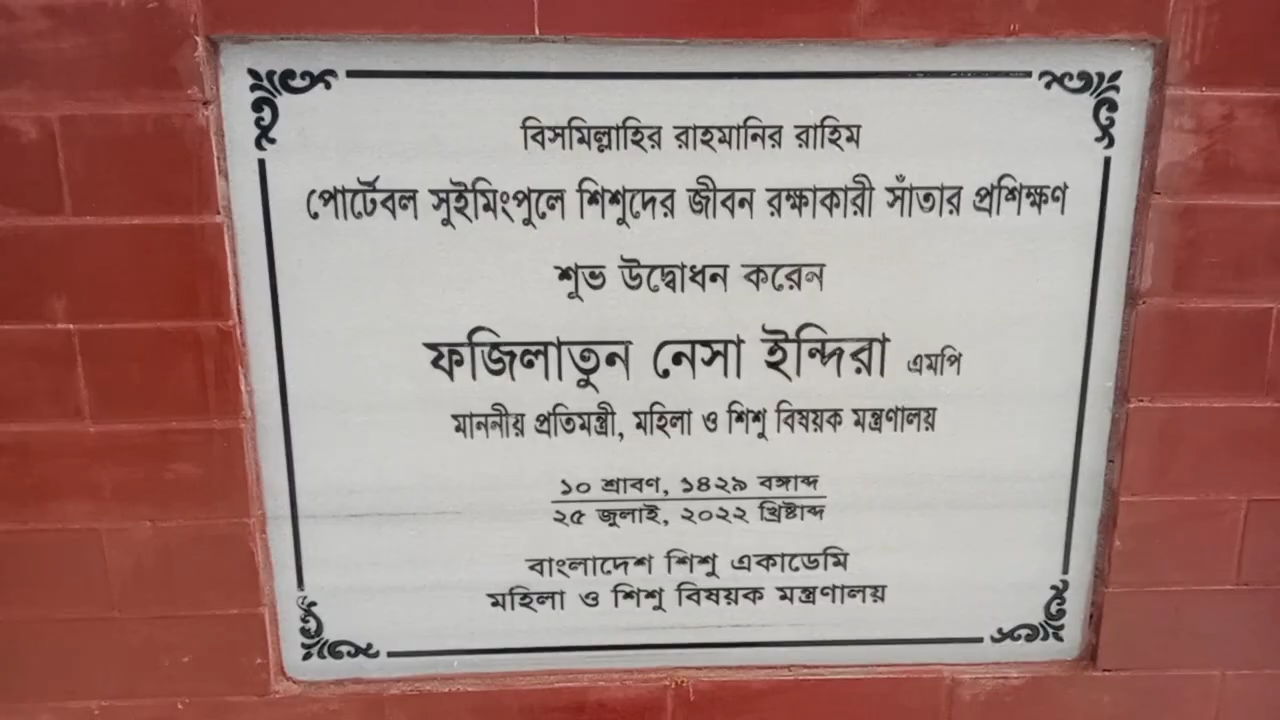 বিসমিল্লাহির রাহমানির রাহিম
পোর্টেবল সুইমিংপুলে শিশুদের জীবন রক্ষাকারী সাঁতার প্রশিক্ষণ
শুভ উদ্বোধন করেন
ফজিলাতুন নেসা ইন্দিরা এমপি
মাননীয় প্রতিমন্ত্রী, মহিলা ও শিশু বিষয়ক মন্ত্রণালয়
১০ শ্রাবণ, ১৪২৯ বঙ্গাব্দ
২৫ জুলাই, ২০২২ খ্রিষ্টাব্দ
বাংলাদেশ শিশু একাডেমি
মহিলা ও শিশু বিষয়ক মন্ত্রণালয়